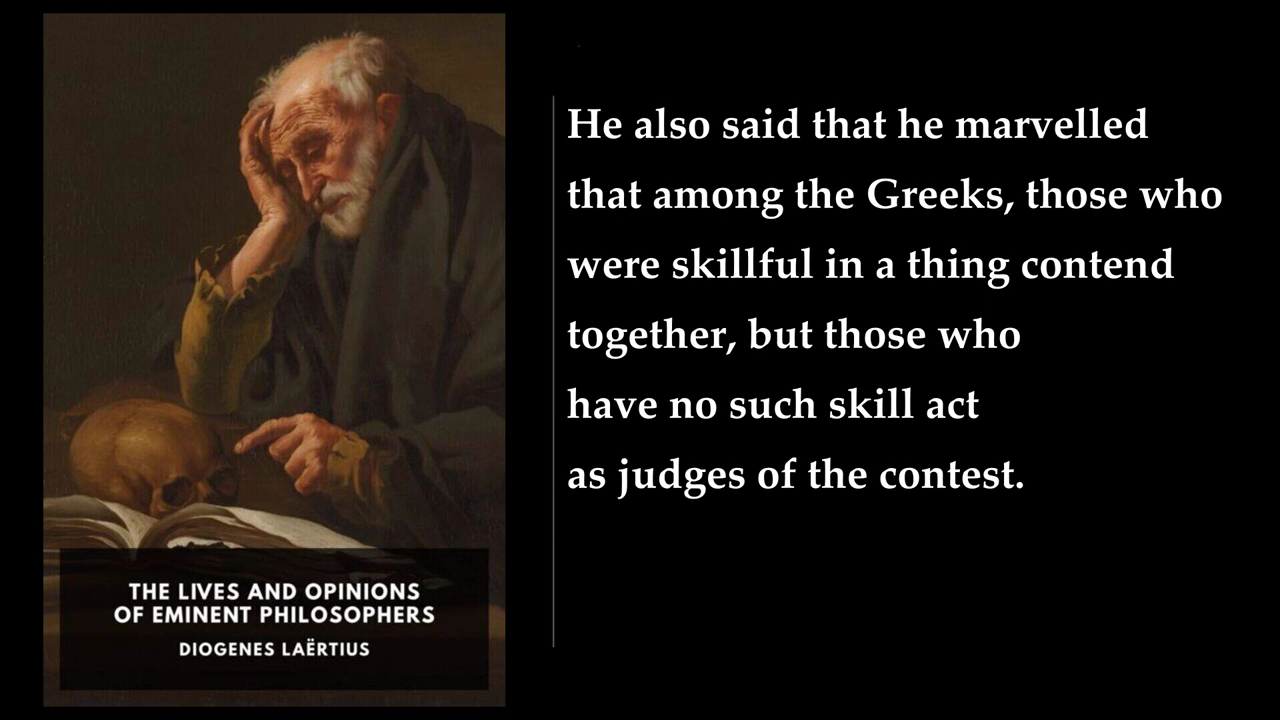 He also said that he marvelled
that among the Greeks, those who
were skillful in a thing contend
together, but those who
have no such skill act
as judges of the contest.
THE LIVES AND OPINIONS
OF EMINENT PHILOSOPHERS
DIOGENES LAËRTIUS